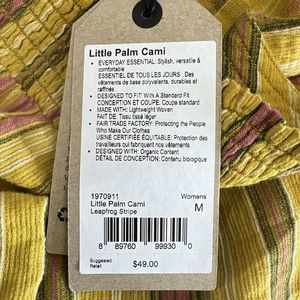 Little Palm Cami
• EVERYDAY ESSENTIAL: Stylish, versatile &
comfortable
ESSENTIEL DE TOUS LES JOURS : Des
vêtements de base polyvalents, durables et
raffinés
• DESIGNED TO FIT: With A Standard Fit
CONCEPTION ET COUPE: Coupe standard
• MADE WITH: Lightweight Woven
FAIT DE: Tissu tissé léger
• FAIR TRADE FACTORY: Protecting the People
Who Make Our Clothes
USINE CERTIFIÉE ÉQUITABLE: Protection des
travailleurs qui fabriquent nos vêtements
• DESIGNED WITH: Organic Content
DÉTAIL DE CONCEPTION: Contenu biologique
1970911 Womens
Little Palm Cami
Leapfrog Stripe M
8 89760 99930 0
Suggested
Retail $49.00